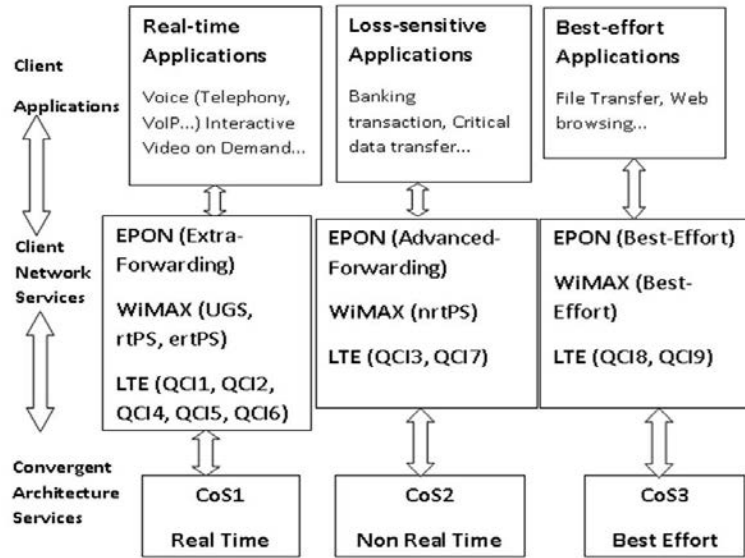 Client
Applications
Real-time
Applications
Voice (Telephony,
VoIP...) Interactive
Video on Demand...
Loss-sensitive
Applications
Banking
transaction, Critical
data transfer...
Best-effort
Applications
File Transfer, Web
browsing...
Client
Network
Services
EPON (Extra-
Forwarding)
WiMAX (UGS,
rtPS, ertPS)
LTE (QCI1, QCI2,
QCI4, QCI5, QCI6)
EPON (Advanced-
Forwarding)
WiMAX (nrtPS)
LTE (QCI3, QCI7)
EPON (Best-Effort)
WiMAX (Best-
Effort)
LTE (QCI8, QCI9)
Convergent
Architecture
Services
CoS1
Real Time
CoS2
Non Real Time
CoS3
Best Effort